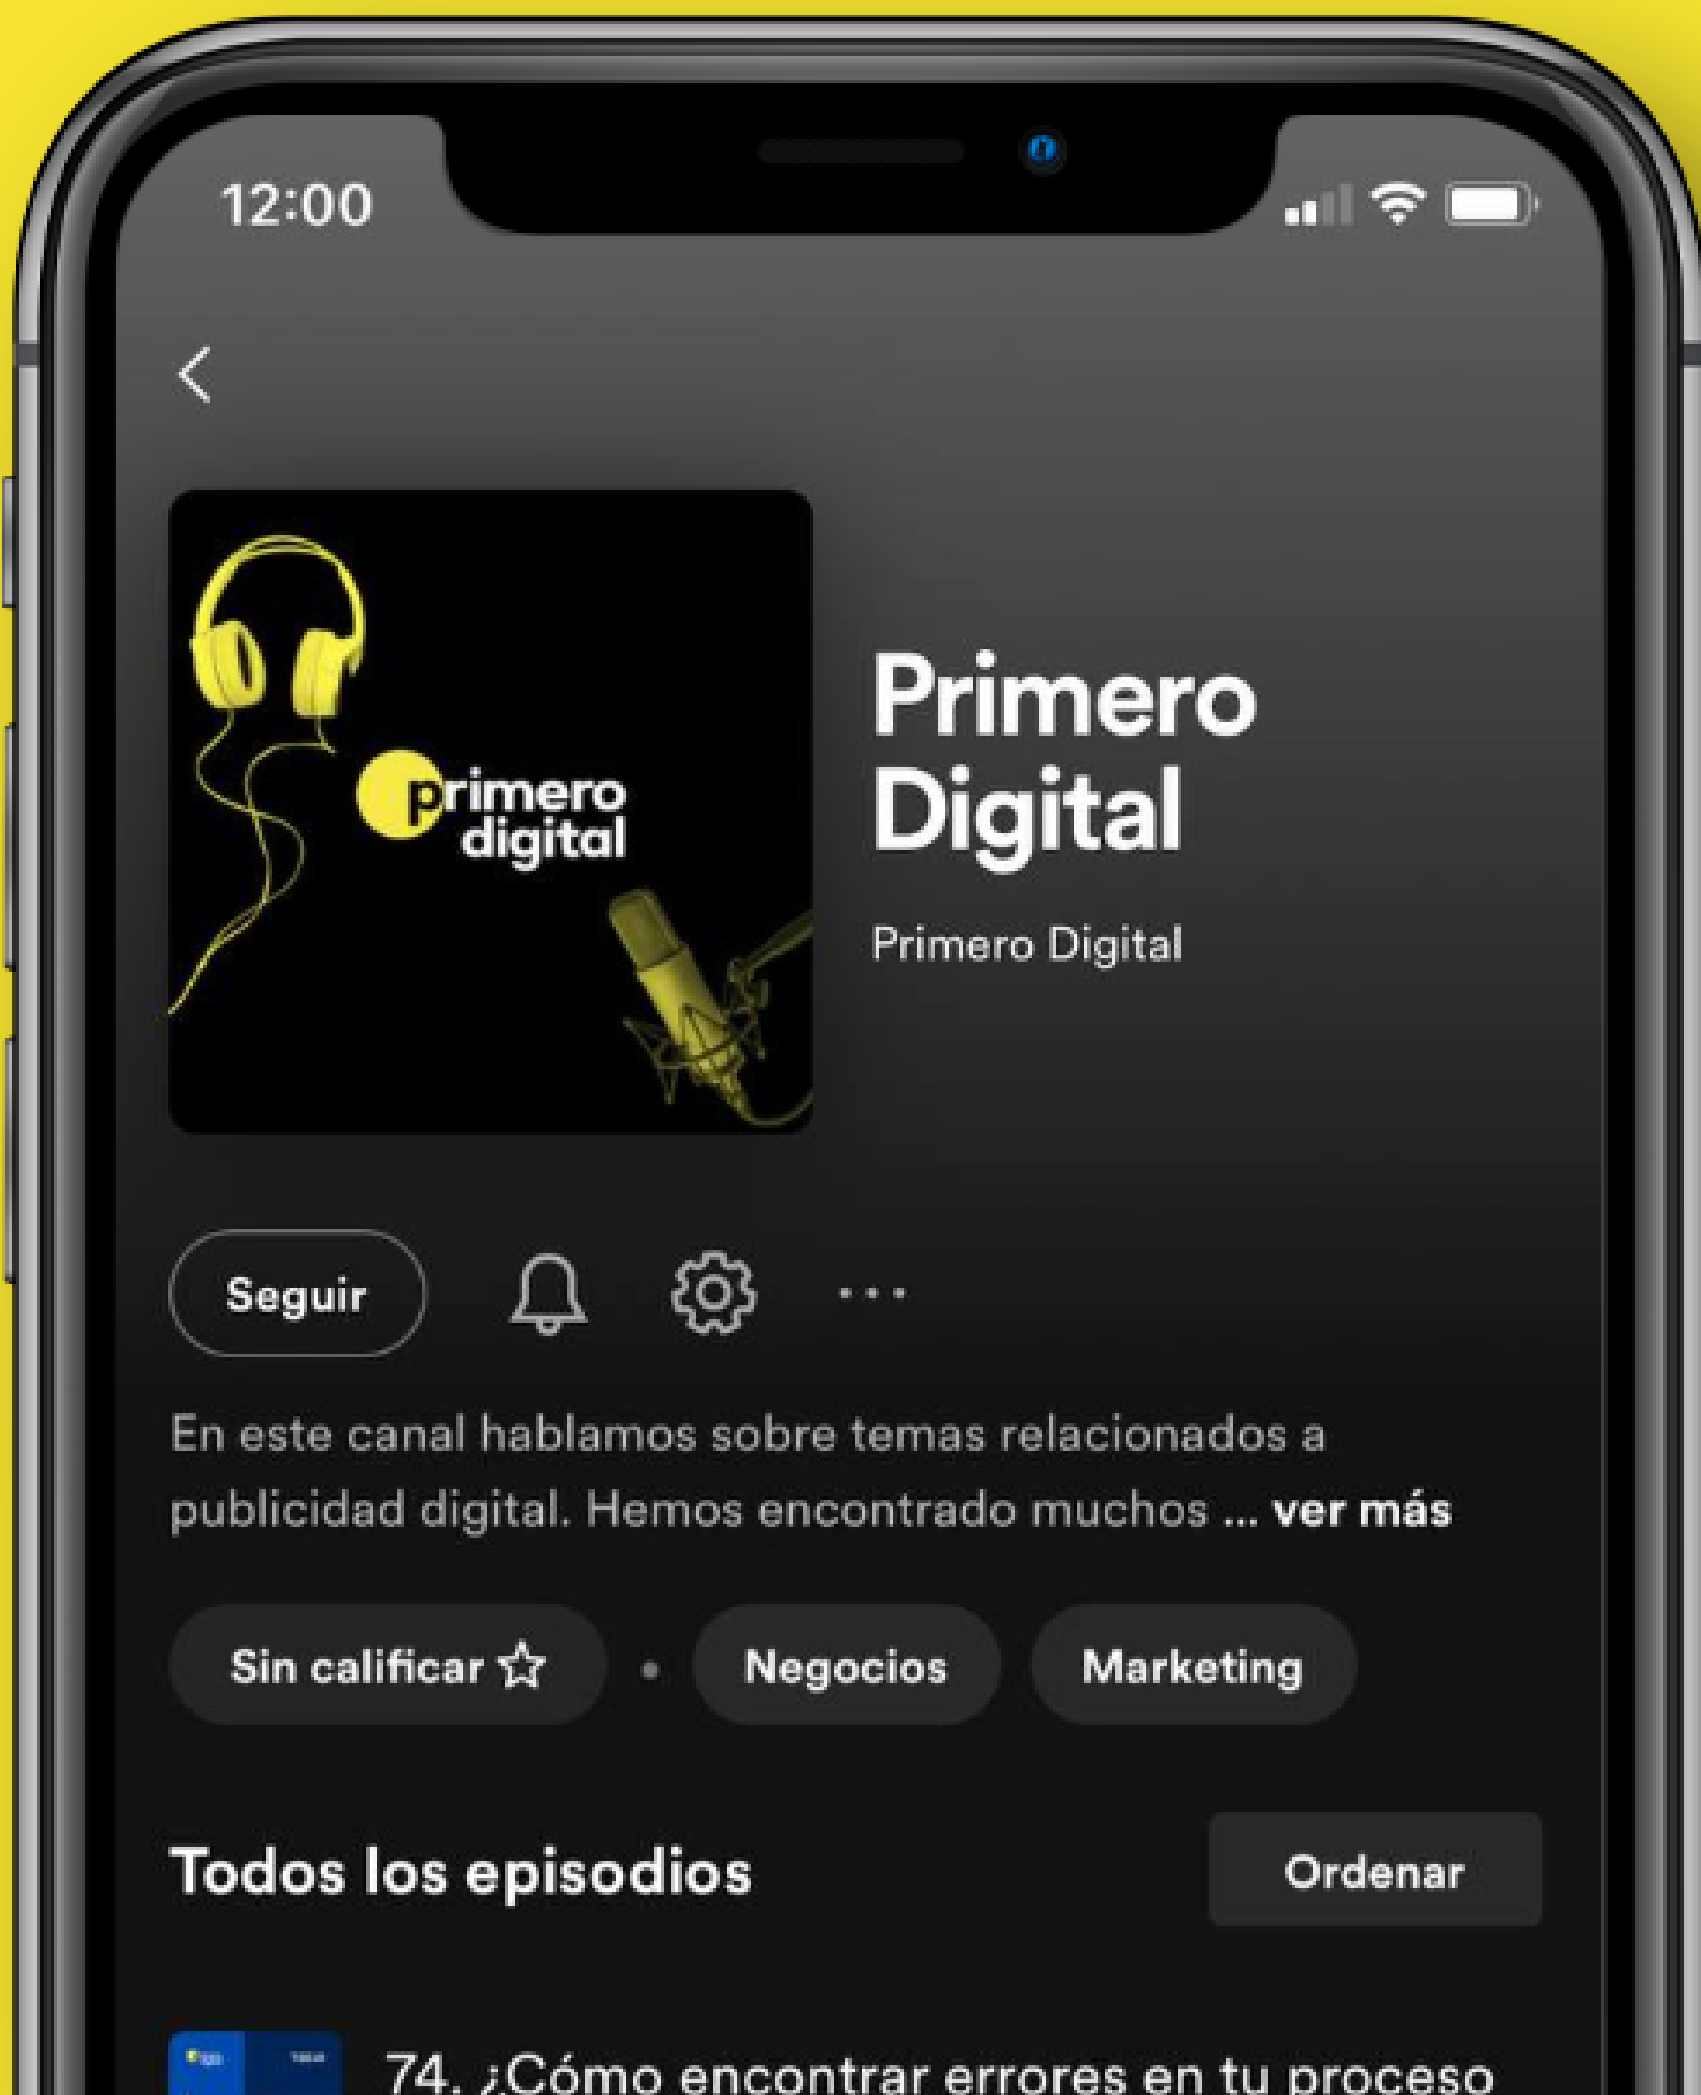 12:00
primero
digital
Primero
Digital
Primero Digital
Seguir
En este canal hablamos sobre temas relacionados a
publicidad digital. Hemos encontrado muchos ... ver más
Sin calificar
Negocios
Marketing
Todos los episodios
Ordenar
74. ¿Cómo encontrar errores en tu proceso